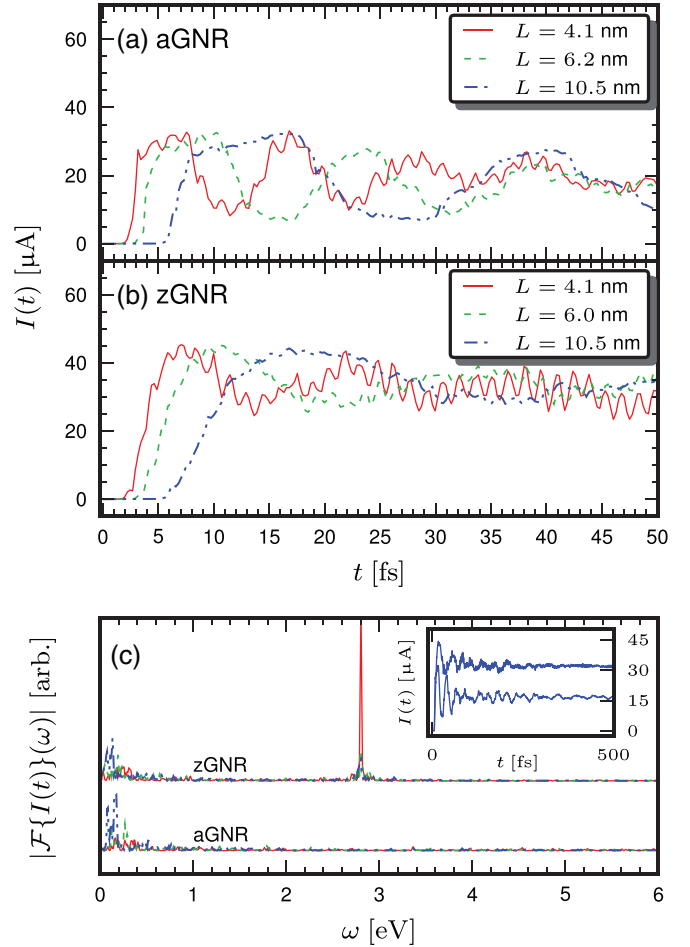 (a) aGNR
L = 4.1 nm
L = 6.2 nm
L = 10.5 nm
60
40
20
0
I(t) [μA]
(b) zGNR
L = 4.1 nm
L = 6.0 nm
L = 10.5 nm
60
40
20
0
0 5 10 15 20 25 30 35 40 45 50
t [fs]
(c)
|F{I(t)}(ω)| [arb.]
zGNR
aGNR
I(t) [μA]
45
30
15
0
0 500
t [fs]
0 1 2 3 4 5 6
ω [eV]